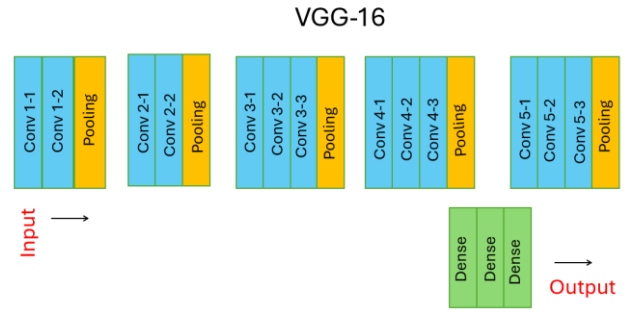 VGG-16
Conv 1-1
Conv 1-2
Pooling
Conv 2-1
Conv 2-2
Pooling
Conv 3-1
Conv 3-2
Conv 3-3
Pooling
Conv 4-1
Conv 4-2
Conv 4-3
Pooling
Conv 5-1
Conv 5-2
Conv 5-3
Pooling
Input
Dense
Dense
Dense
Output